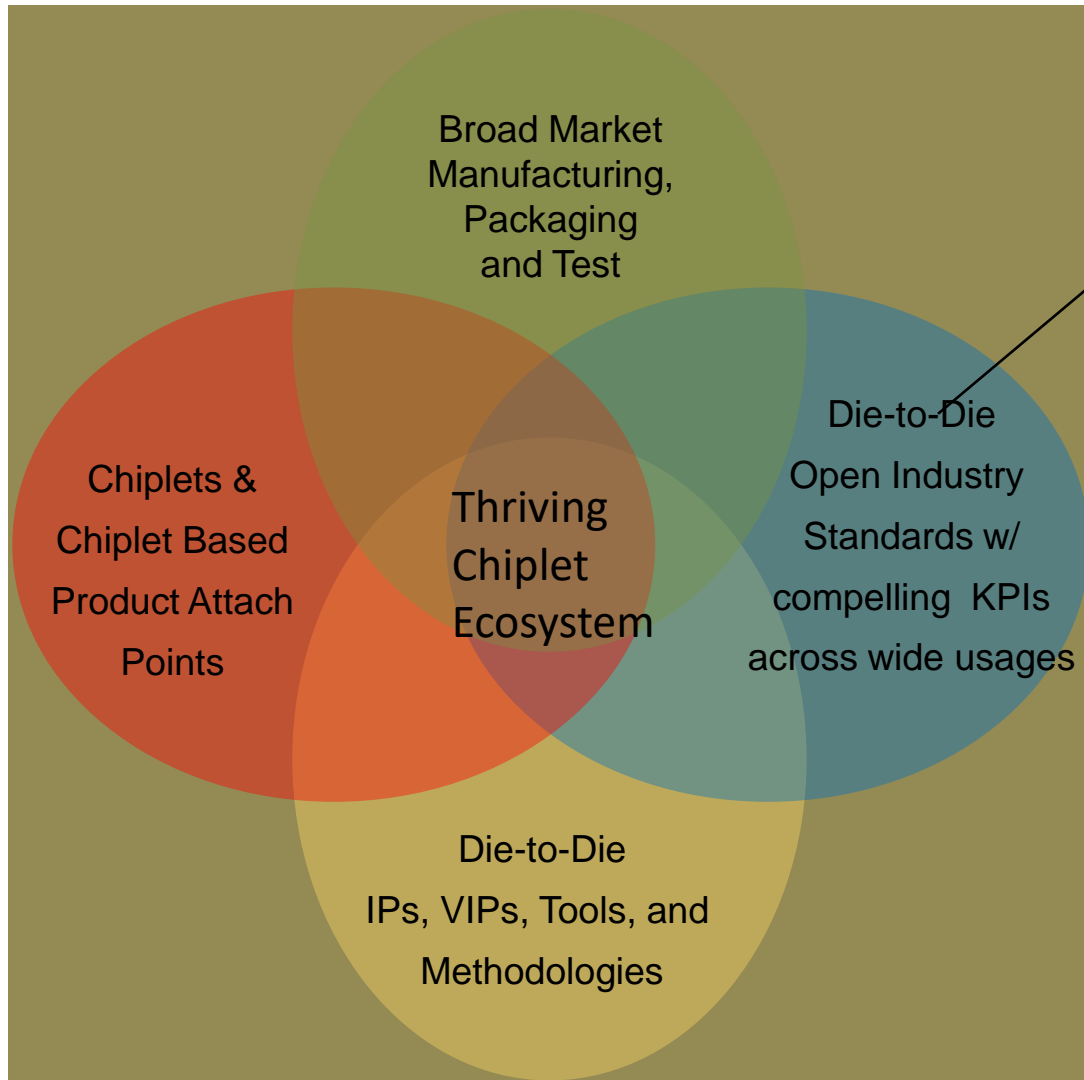 Broad Market
Manufacturing,
Packaging
and Test
Chiplets &
Chiplet Based
Product Attach
Points
Thriving
Chiplet
Ecosystem
Die-to-Die
Open Industry
Standards w/
compelling KPIs
across wide usages
Die-to-Die
IPs, VIPs, Tools, and
Methodologies